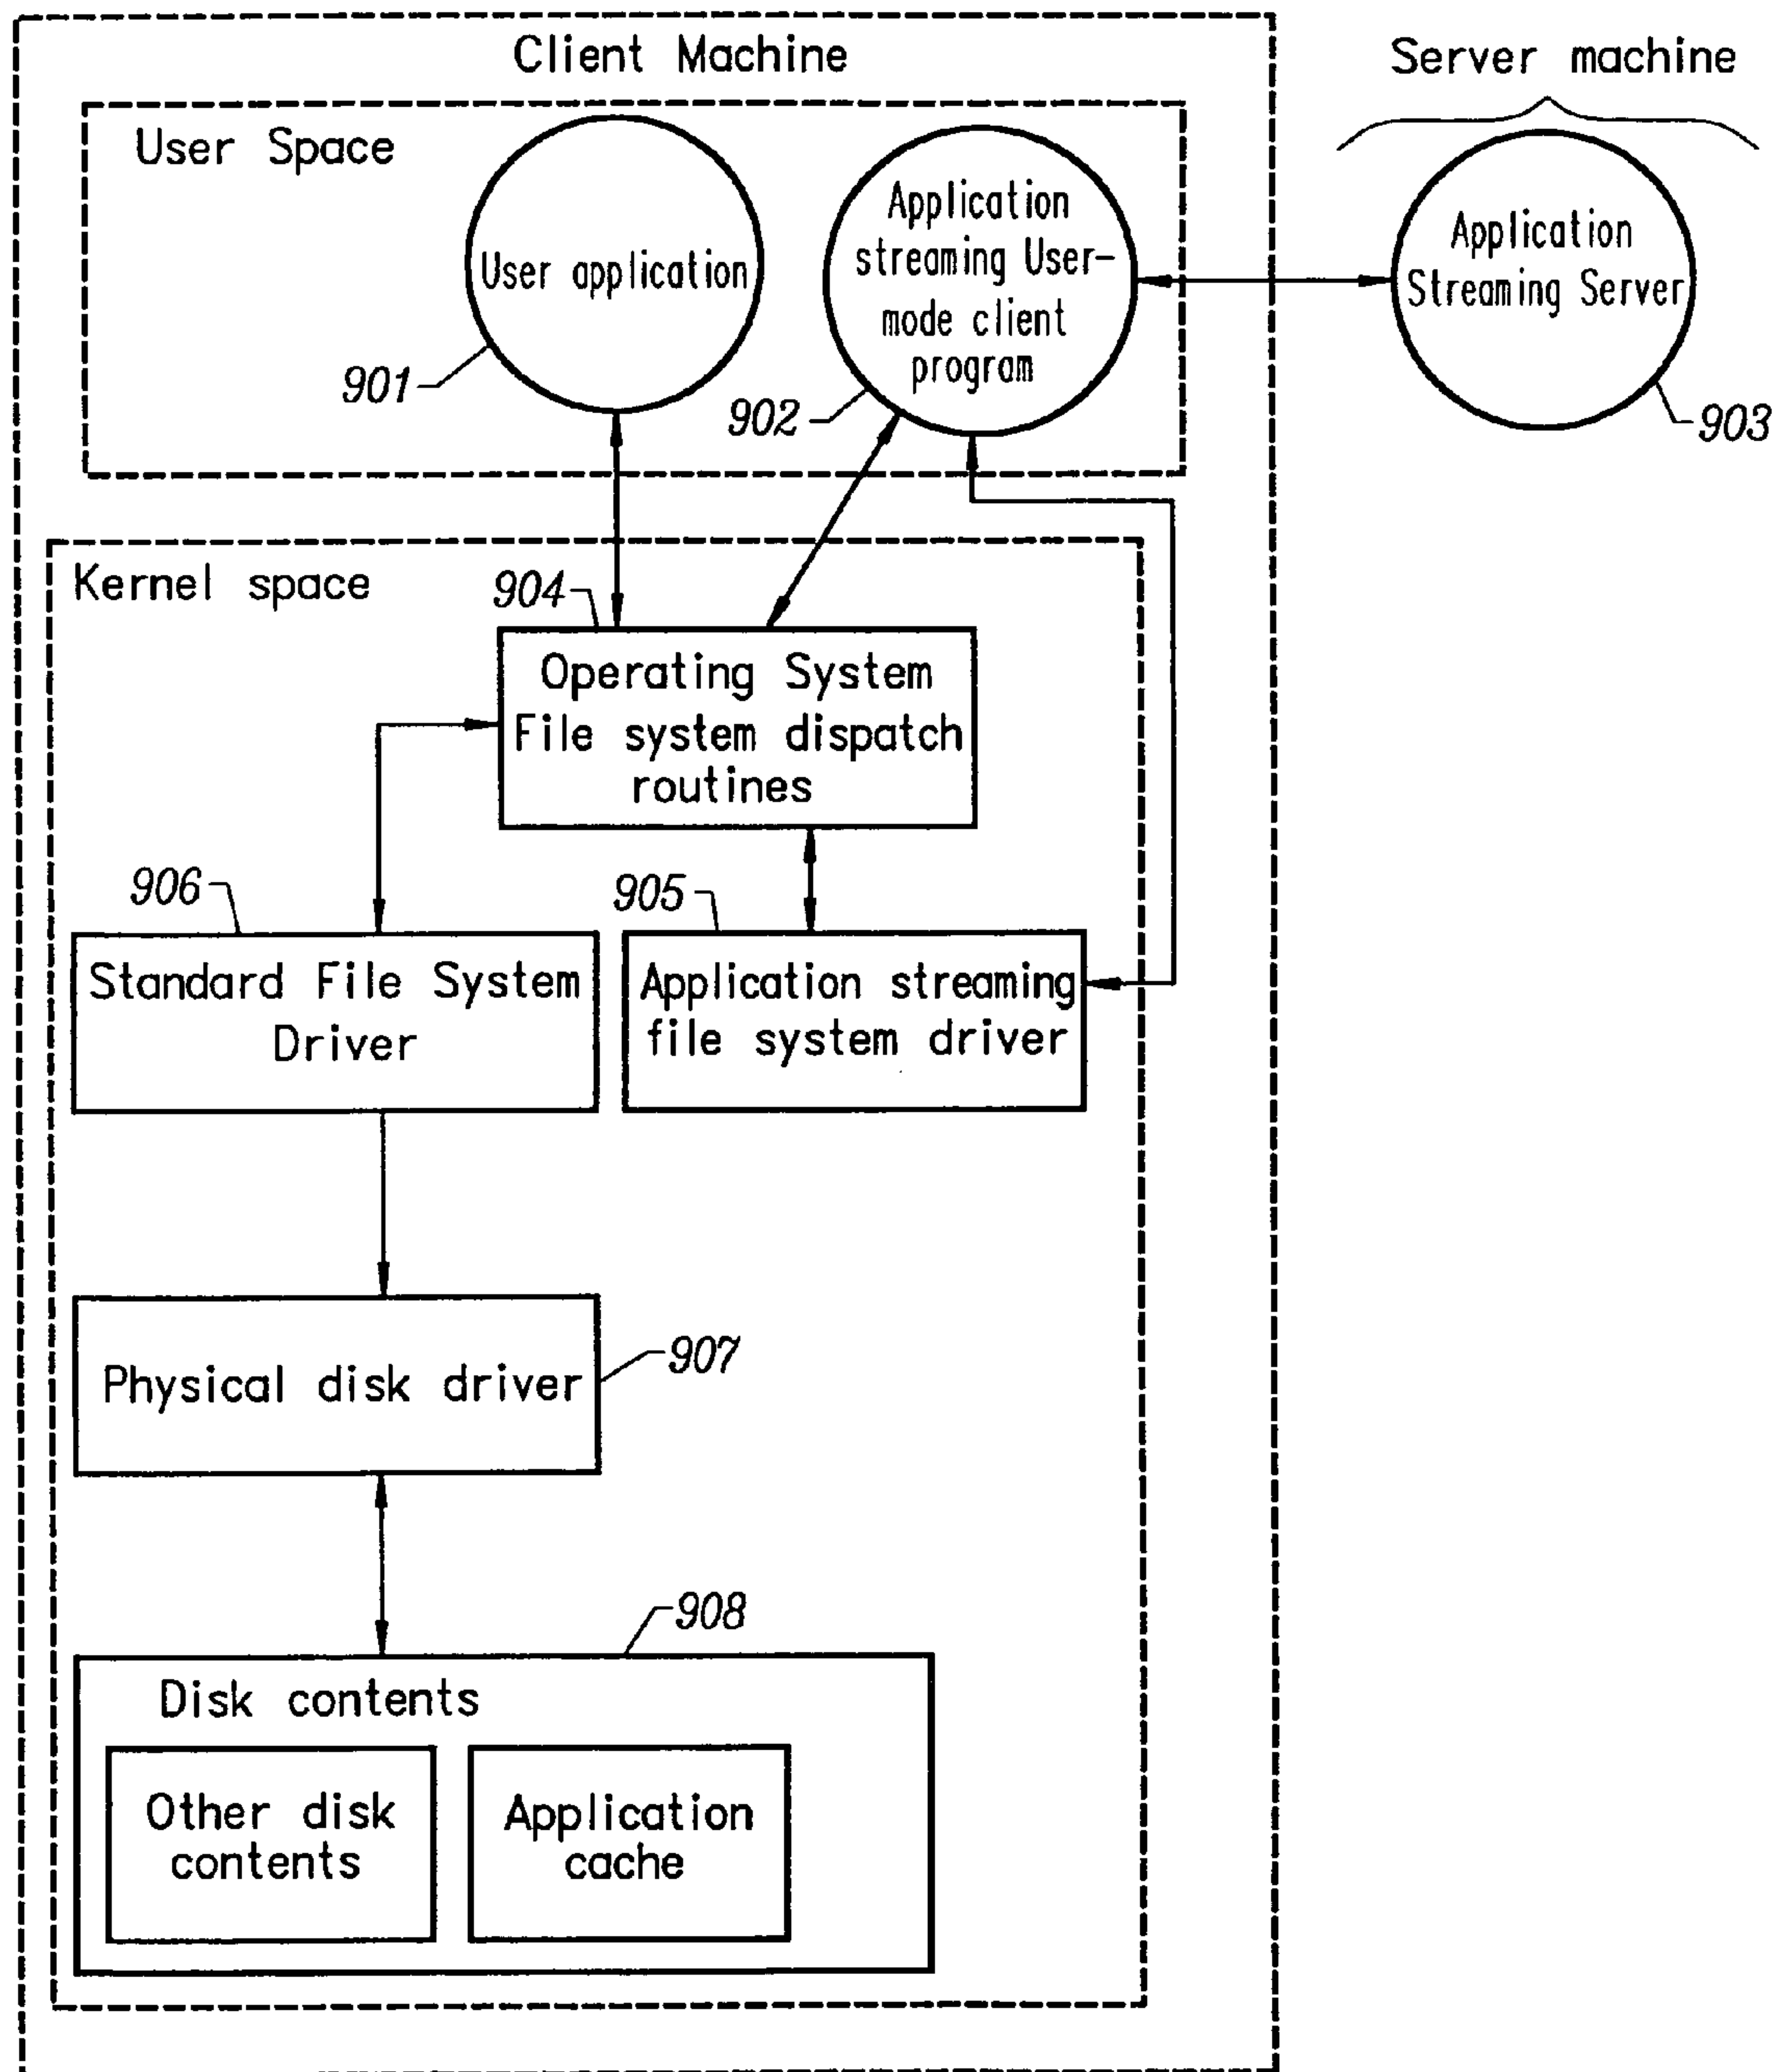 Client Machine
Server machine
User Space
User application
Application
streaming User-
mode client
program
Application
Streaming Server
901
902
903
Kernel space
904
Operating System
File system dispatch
routines
906
905
Standard File System
Driver
Application streaming
file system driver
Physical disk driver
907
908
Disk contents
Other disk
contents
Application
cache